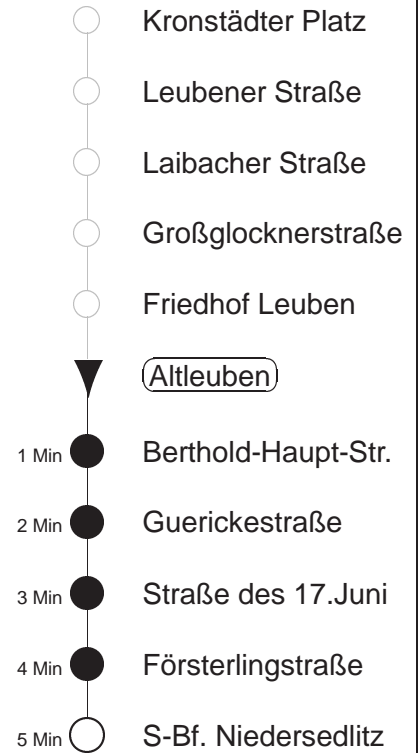 Kronstädter Platz
Leubener Straße
Laibacher Straße
Großglocknerstraße
Friedhof Leuben
Altleuben
1 Min Berthold-Haupt-Str.
2 Min Guerickestraße
3 Min Straße des 17.Juni
4 Min Försterlingstraße
5 Min S-Bf. Niedersedlitz